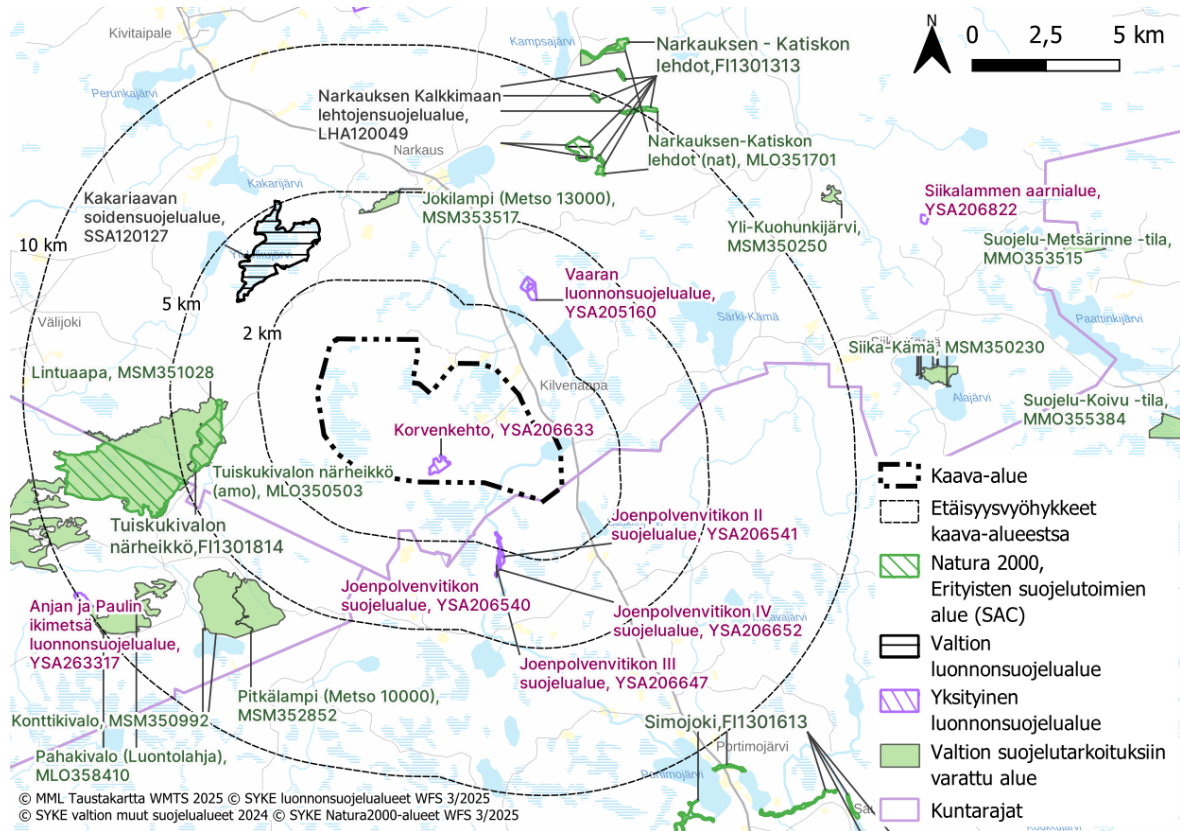 Kivitaipale
Kampsajärvi
Perunkajärvi
Narkauksen - Katiskon
lehdot,FI1301313
N
0 2,5 5 km
Narkauksen Kalkkimaan
lehtojensuojelualue,
LHA120049
Narkaus
Narkauksen-Katiskon
lehdot (nat), MLO351701
Kakarijärvi
Kakariaavan
soidensuojelualue,
SSA120127
Jokilampi (Metso 13000),
MSM353517
Siikalammen aarnialue,
YSA206822
Yli-Kuohunkijärvi,
MSM350250
Suojelu-Metsärinne -tila,
MMO353515
10 km
5 km
2 km
Vaaran
luonnonsuojelualue,
YSA205160
Välijoki
Särki-Kämä
Paattinkijärvi
Siika-Kämä, MSM350230
Lintuaapa, MSM351028
Kilvenaapa
Alajärvi
Suojelu-Koivu -tila,
MMO355384
Korvenkehto, YSA206633
Tuiskukivalon närheikkö
(amo), MLO350503
Tuiskukivalon
närheikkö,FI1301814
Joenpolvenvitikon II
suojelualue, YSA206541
Joenpolvenvitikon
suojelualue, YSA206540
Joenpolvenvitikon IV
suojelualue, YSA206652
Joenpolvenvitikon III
suojelualue, YSA206647
Anjan ja Paulin
ikimetsä
luonnonsuojelualue,
YSA263317
Pitkälampi (Metso 10000),
MSM352852
Konttikivalo, MSM350992
Pahakivalo (Luontolahja),
MLO358410
Simojoki,FI1301613
Portimojärvi
Portimojärvi
Kaava-alue
Etäisyysvyöhykkeet
kaava-alueestsa
Natura 2000,
Erityisten suojelutoimien
alue (SAC)
Valtion
luonnonsuojelualue
Yksityinen
luonnonsuojelualue
Valtion suojelutarkoituksiin
varattu alue
Kuntarajat
© MML Taustakartta WMTS 2025 © SYKE luonnonsuojelualueet WFS 3/2025
© SYKE valtion muut suojelualueet 2024 © SYKE Natura2000-alueet WFS 3/2025